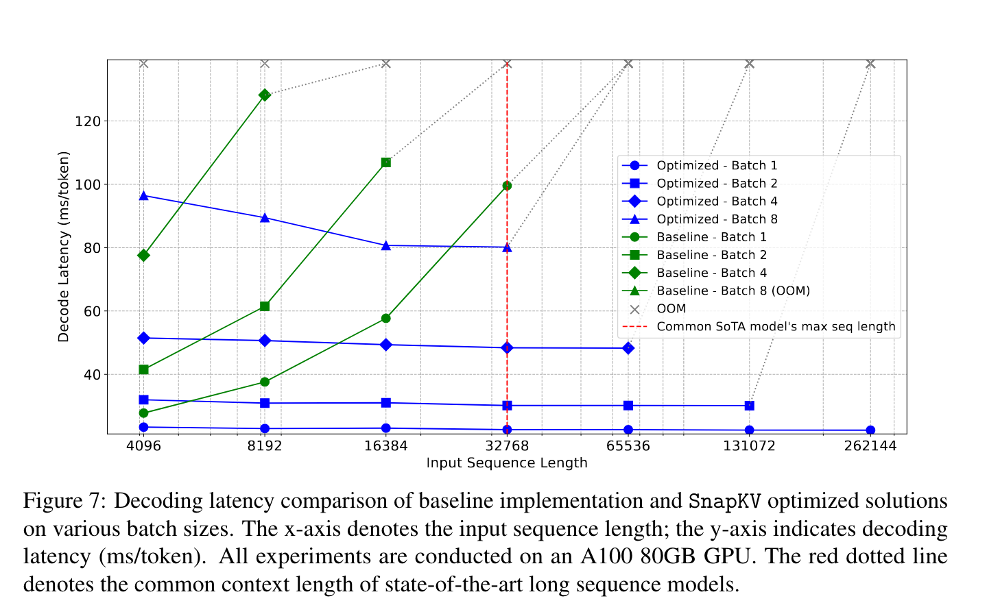 120
100
80
60
40
Decode Latency (ms/token)
Optimized - Batch 1
Optimized - Batch 2
Optimized - Batch 4
Optimized - Batch 8
Baseline - Batch 1
Baseline - Batch 2
Baseline - Batch 4
Baseline - Batch 8 (OOM)
OOM
Common SoTA model's max seq length
4096 8192 16384 32768 65536 131072 262144
Input Sequence Length
Figure 7: Decoding latency comparison of baseline implementation and SnapKV optimized solutions
on various batch sizes. The x-axis denotes the input sequence length; the y-axis indicates decoding
latency (ms/token). All experiments are conducted on an A100 80GB GPU. The red dotted line
denotes the common context length of state-of-the-art long sequence models.